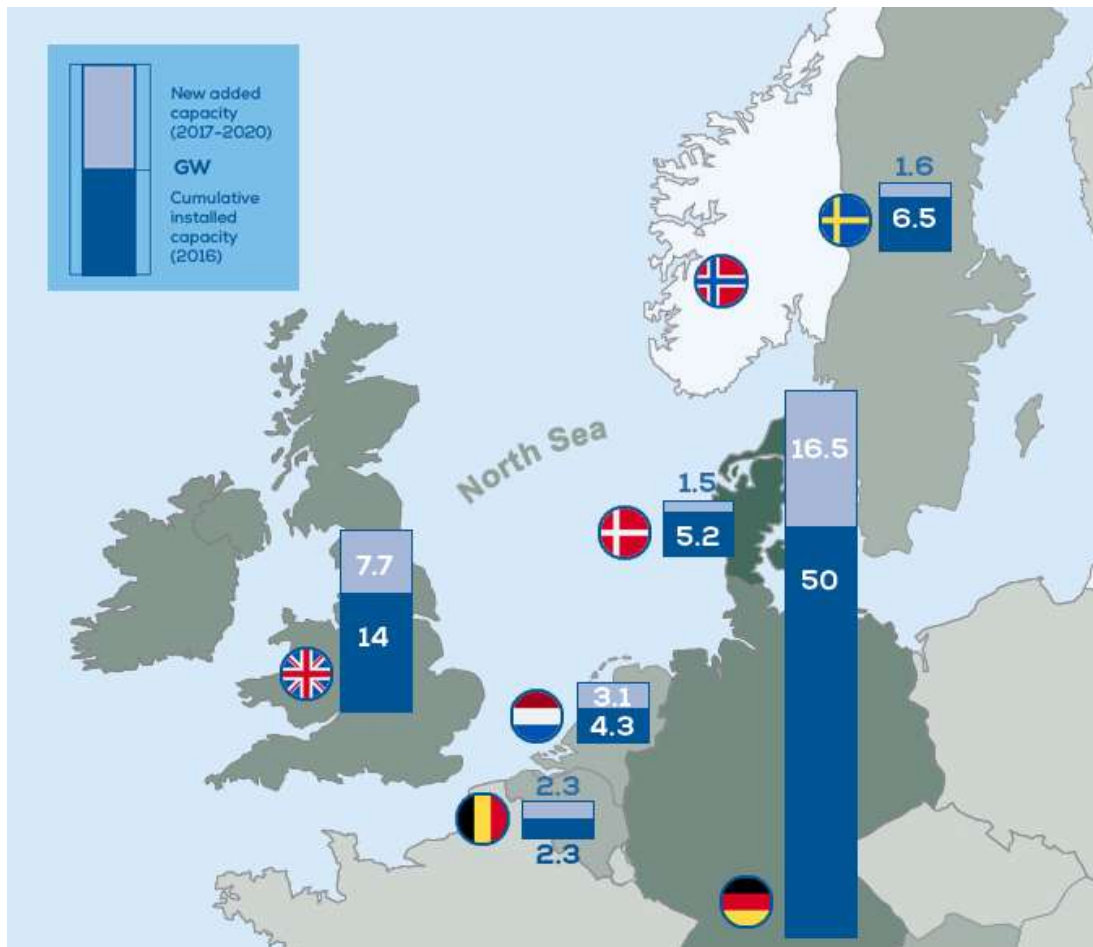 New added
capacity
(2017-2020)
GW
Cumulative
installed
capacity
(2016)
1.6
6.5
North Sea
16.5
1.5
5.2
50
7.7
14
3.1
4.3
2.3
2.3